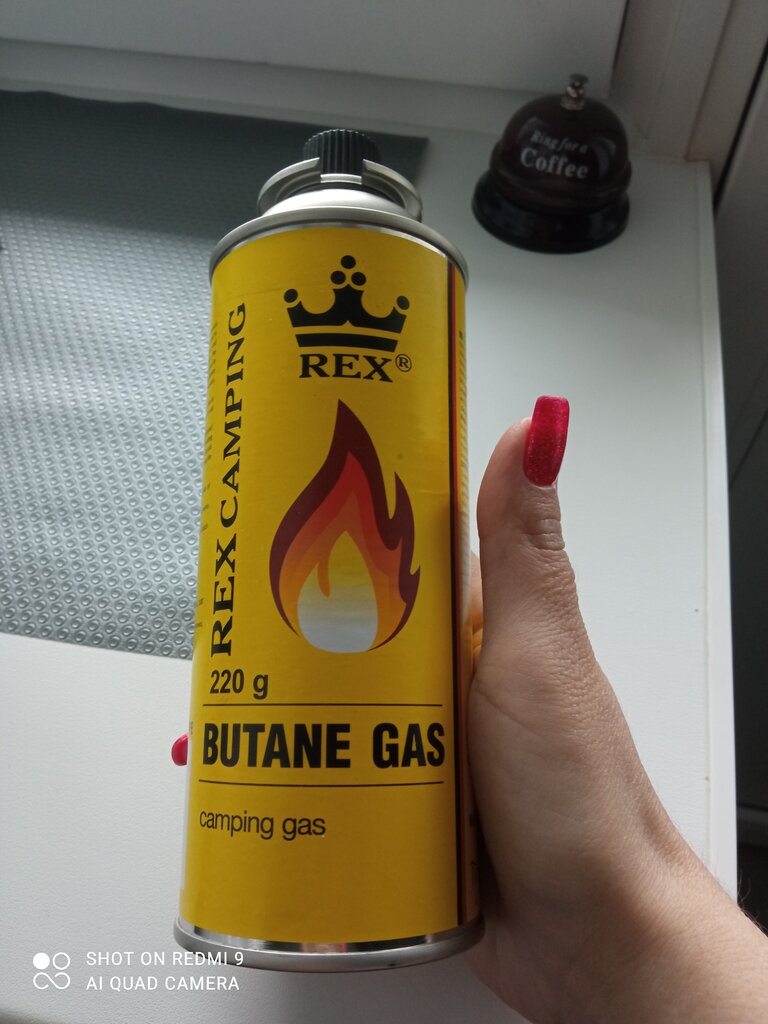 Ring for a
Coffee
REX®
REX CAMPING
220 g
BUTANE GAS
camping gas
SHOT ON REDMI 9
AI QUAD CAMERA